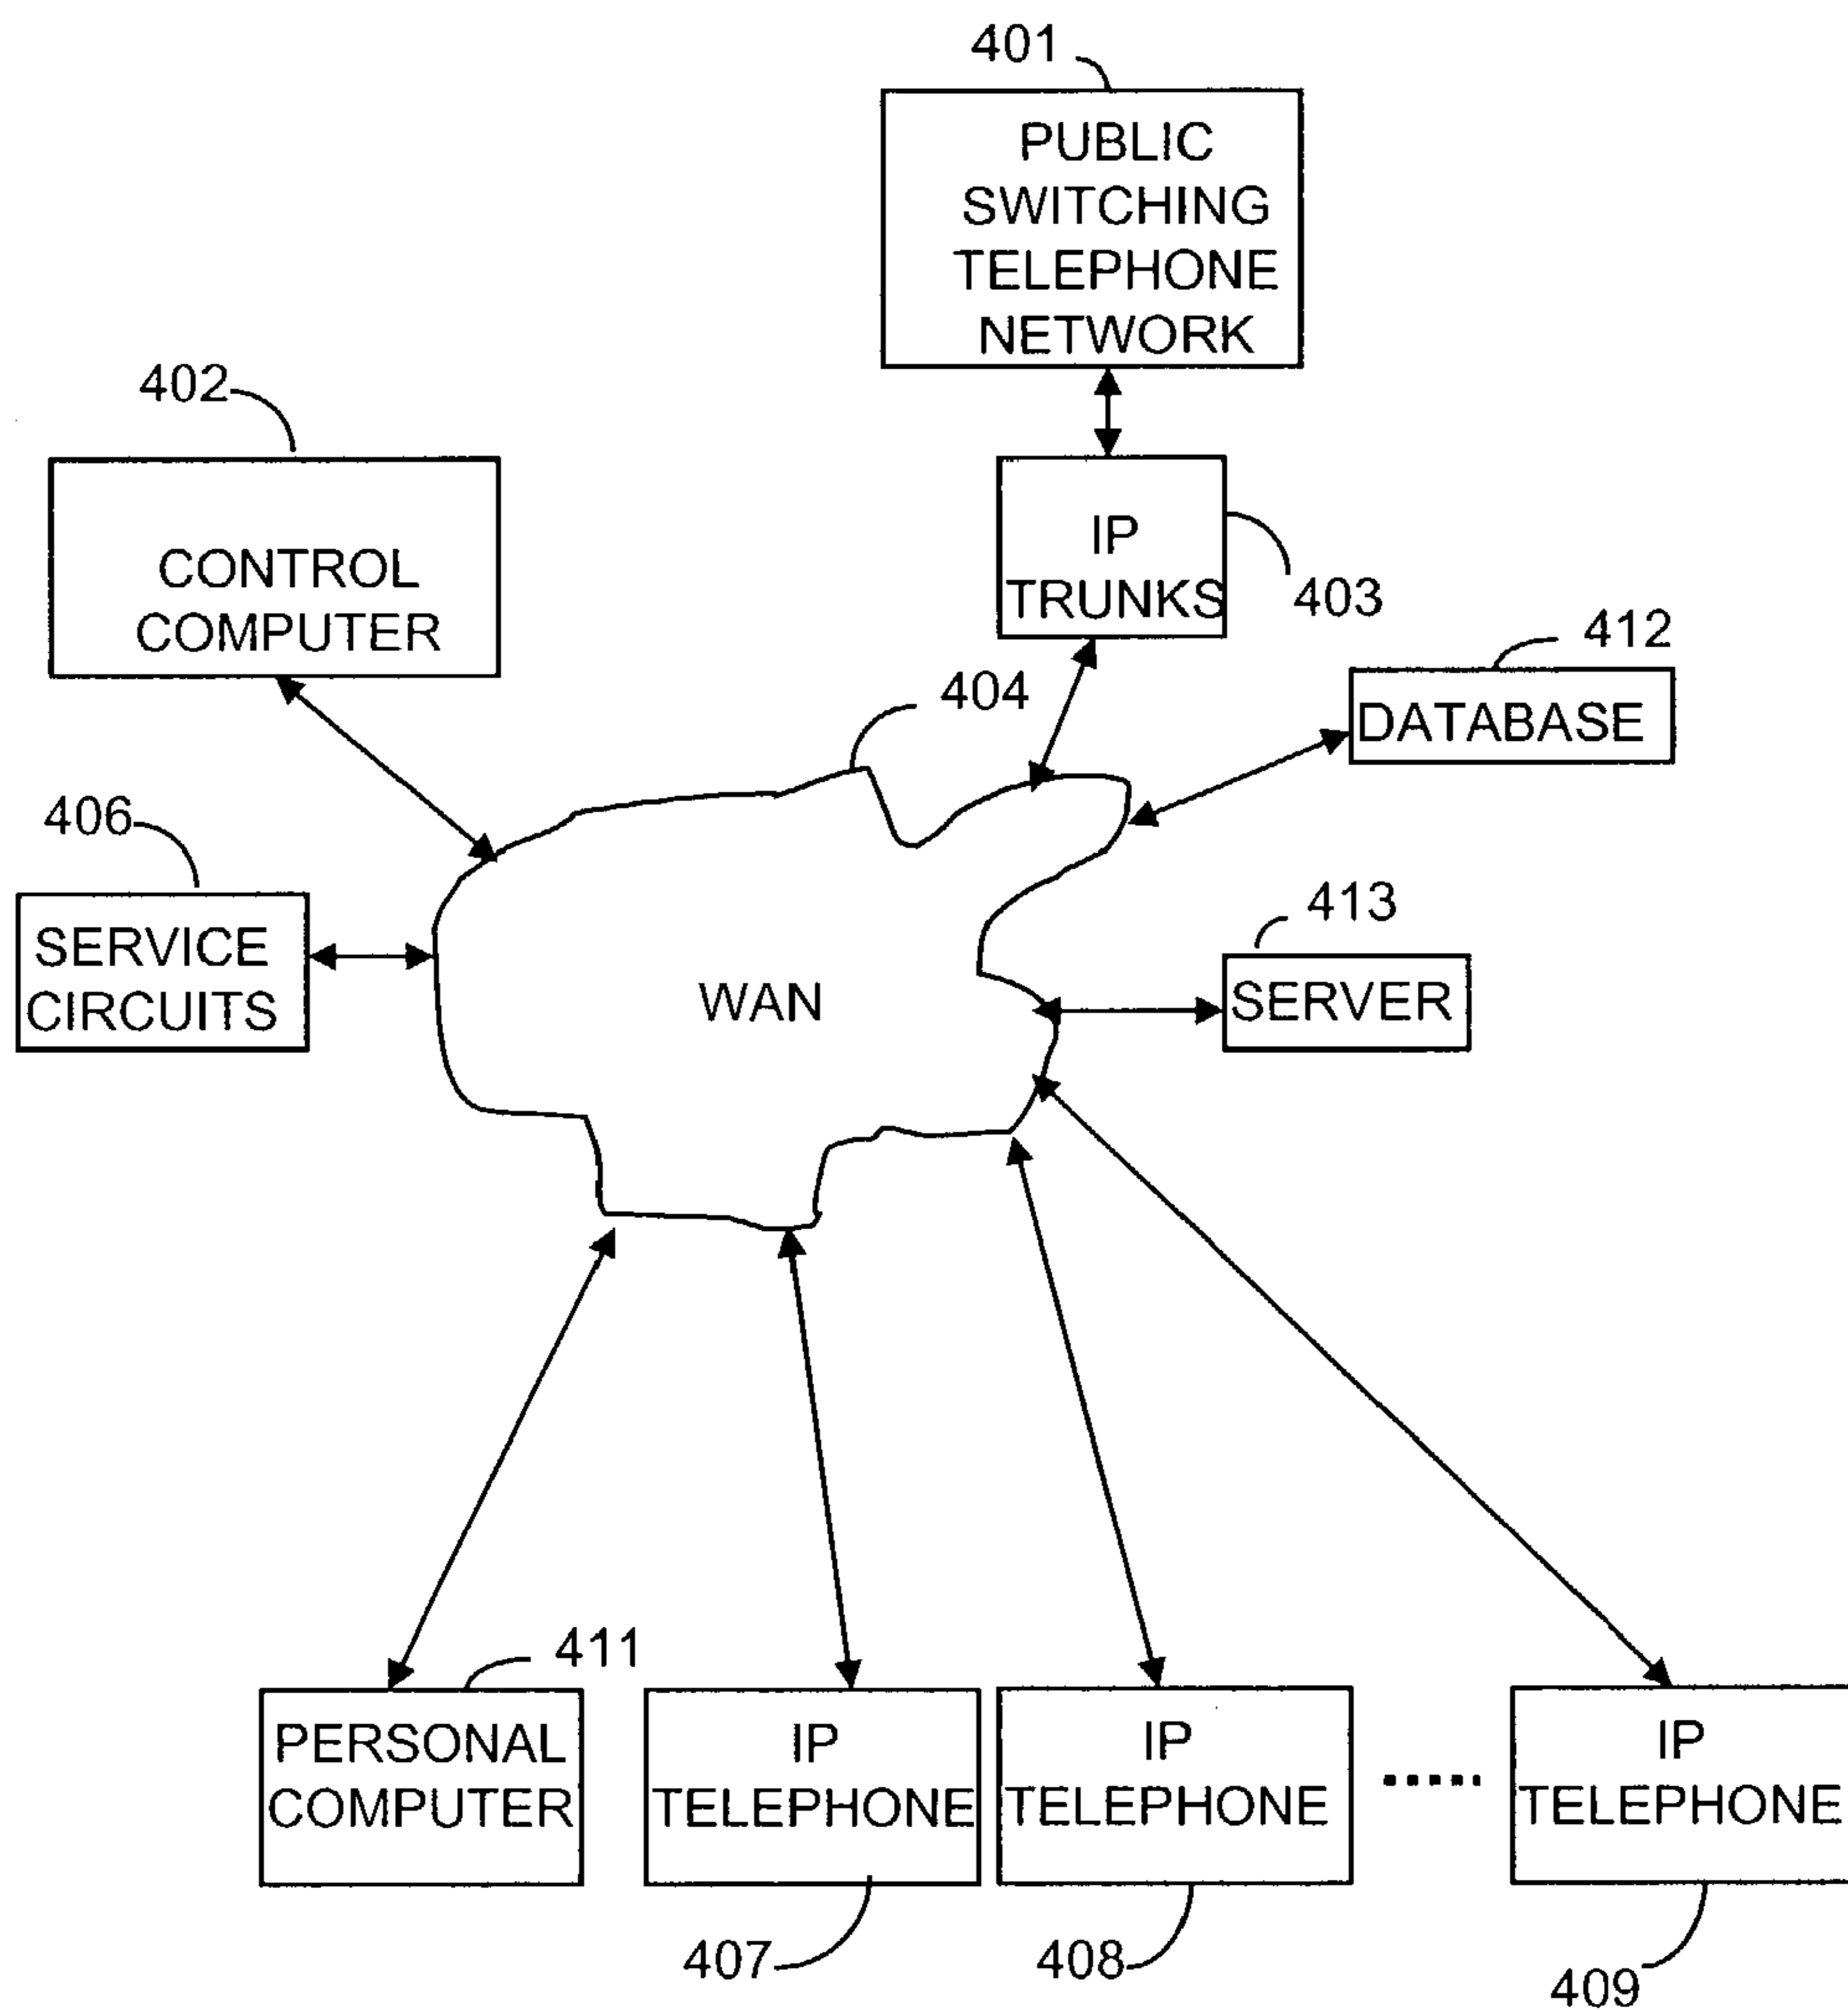 401
PUBLIC
SWITCHING
TELEPHONE
NETWORK
402
CONTROL
COMPUTER
IP
TRUNKS
403
412
DATABASE
404
406
SERVICE
CIRCUITS
WAN
413
SERVER
411
PERSONAL
COMPUTER
IP
TELEPHONE
407
IP
TELEPHONE
408
IP
TELEPHONE
409